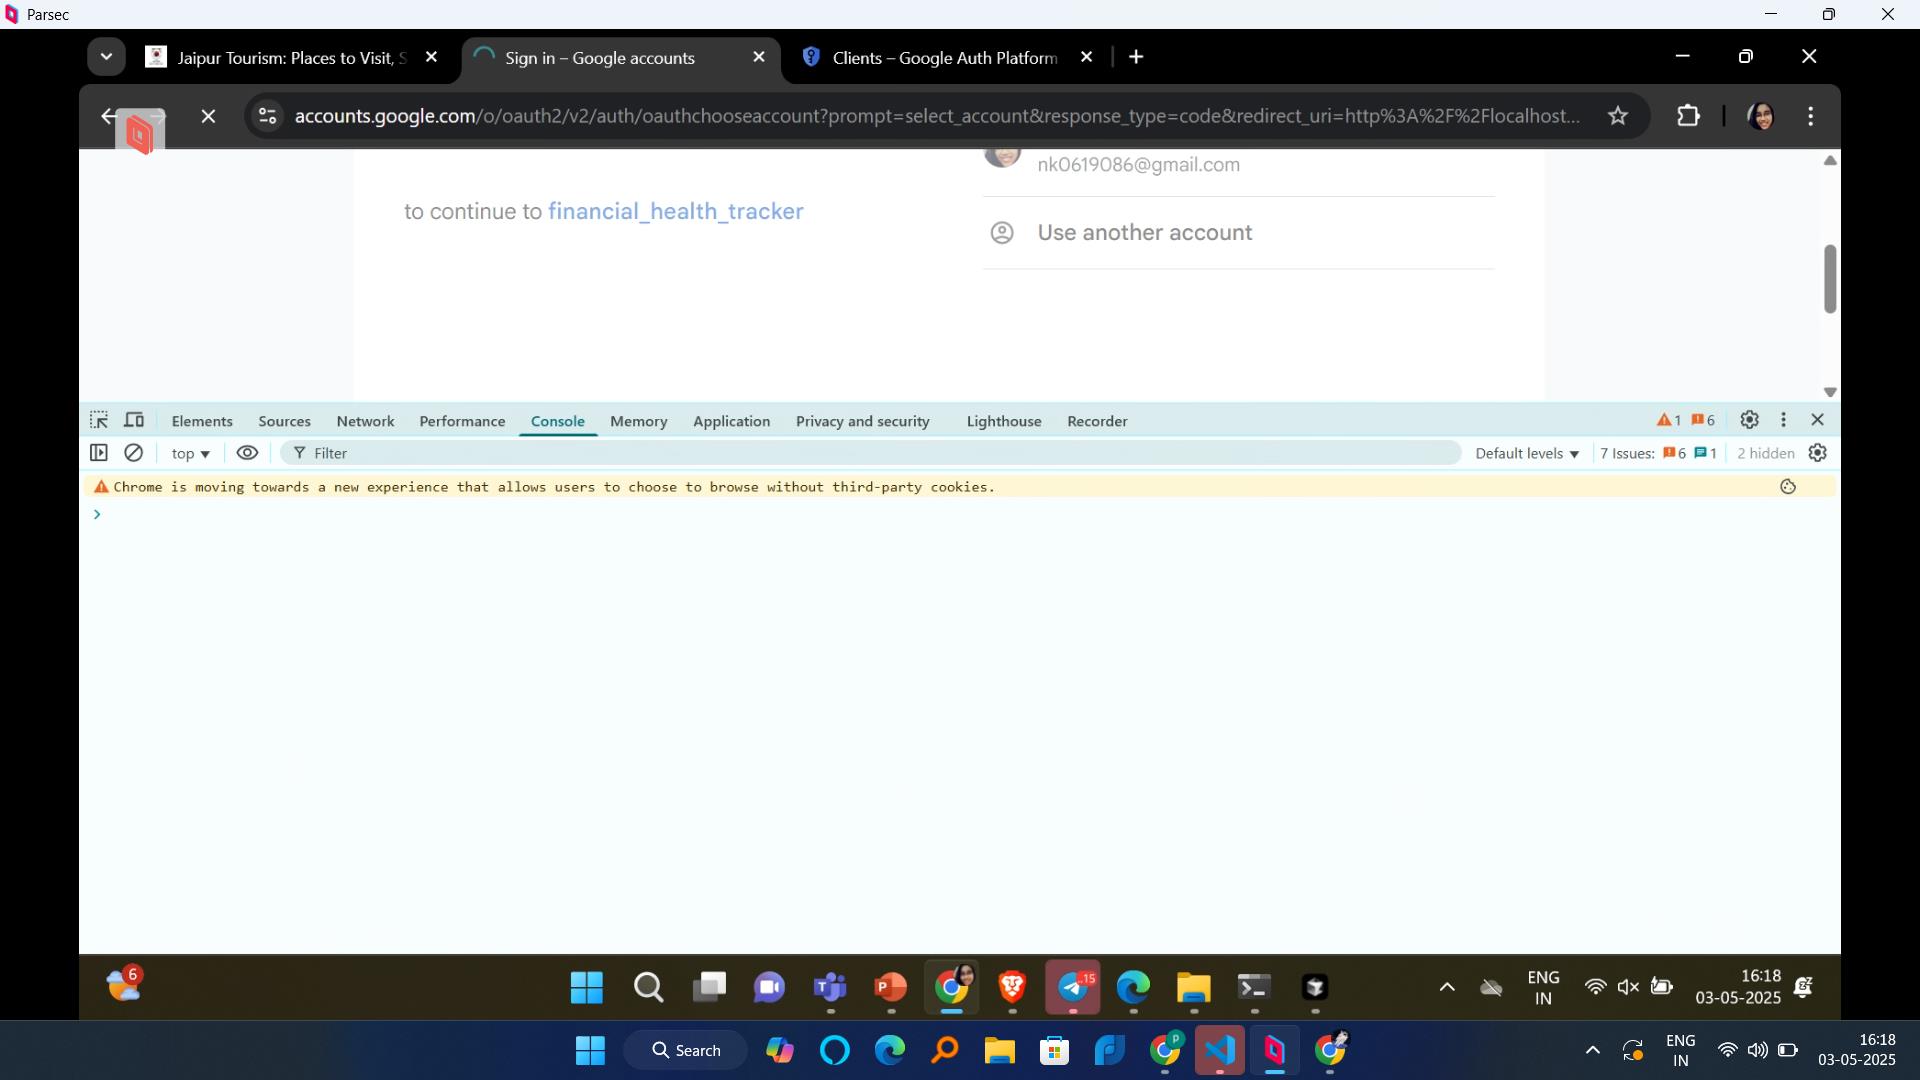 Parsec
Jaipur Tourism: Places to Visit, S
Sign in – Google accounts
Clients – Google Auth Platform
accounts.google.com/o/oauth2/v2/auth/oauthchooseaccount?prompt=select_account&response_type=code&redirect_uri=http%3A%2F%2Flocalhost...
nk0619086@gmail.com
to continue to financial_health_tracker
Use another account
Elements Sources Network Performance Console Memory Application Privacy and security Lighthouse Recorder 1 6
top Filter Default levels 7 Issues: 6 1 2 hidden
Chrome is moving towards a new experience that allows users to choose to browse without third-party cookies.
6
15
ENG
IN
16:18
03-05-2025
Search
P
ENG
IN
16:18
03-05-2025